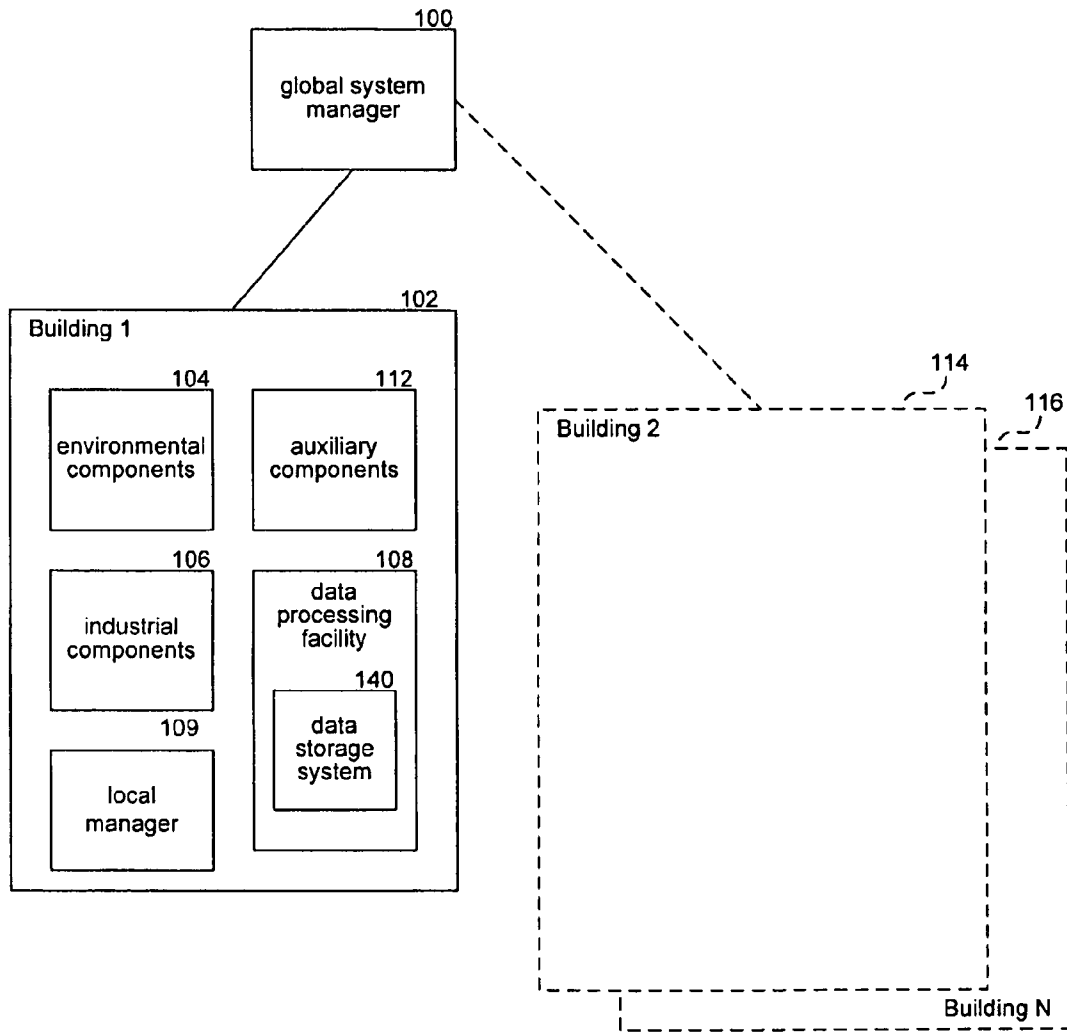 100
global system
manager
102
Building 1
104
environmental
components
112
auxiliary
components
106
industrial
components
108
data
processing
facility
140
data
storage
system
109
local
manager
114
116
Building 2
Building N